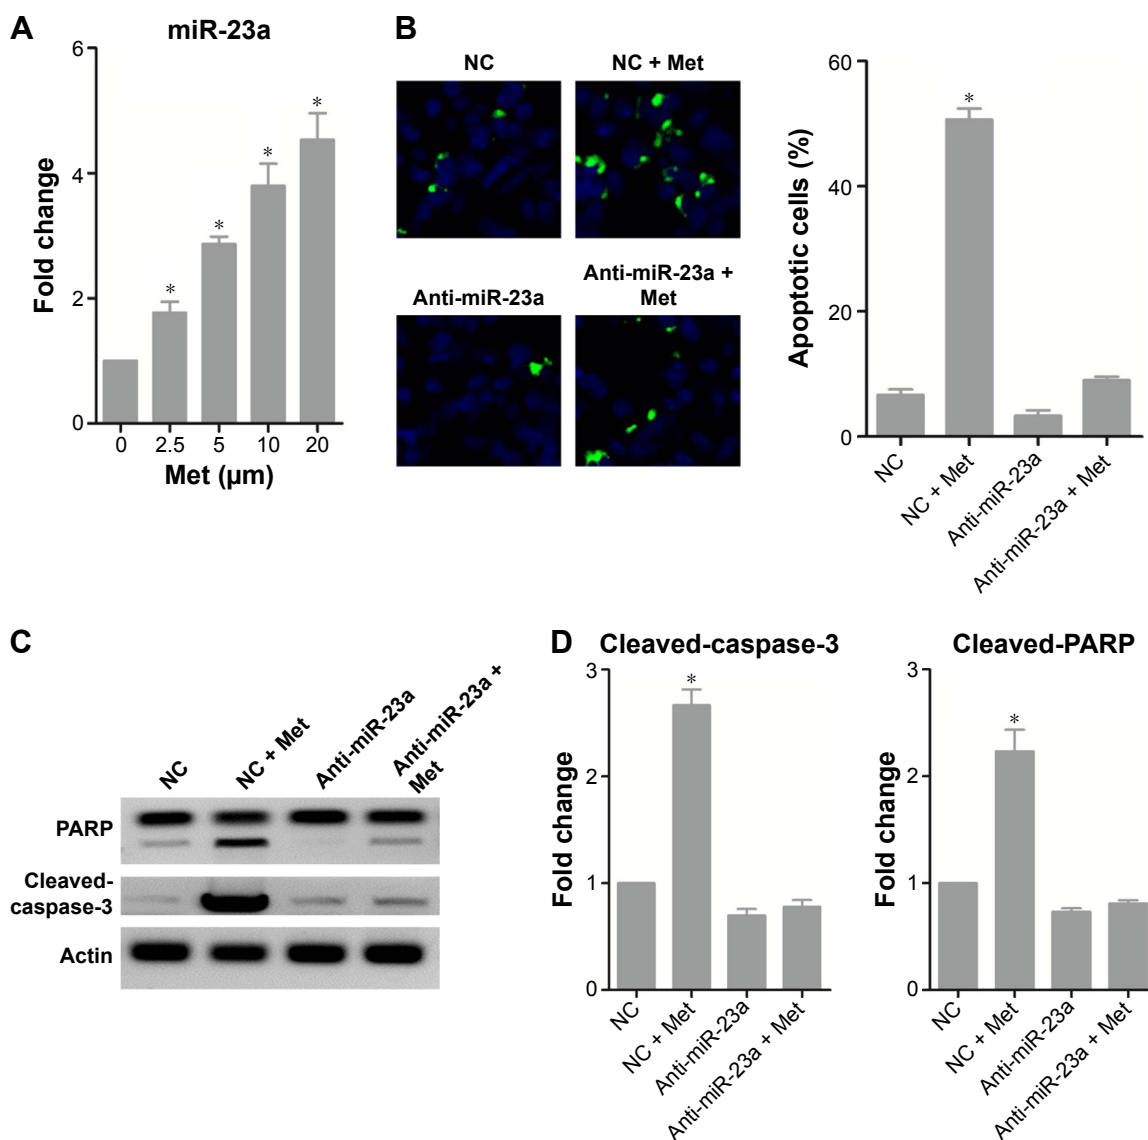 A
miR-23a
Fold change
6
4
2
0
*
*
*
*
0 2.5 5 10 20
Met (µm)
B
NC
NC + Met
Anti-miR-23a
Anti-miR-23a +
Met
Apoptotic cells (%)
60
40
20
0
*
NC
NC + Met
Anti-miR-23a
Anti-miR-23a + Met
C
NC
NC + Met
Anti-miR-23a
Anti-miR-23a +
Met
PARP
Cleaved-
caspase-3
Actin
D
Cleaved-caspase-3
Fold change
3
2
1
0
*
NC
NC + Met
Anti-miR-23a
Anti-miR-23a + Met
Cleaved-PARP
Fold change
3
2
1
0
*
NC
NC + Met
Anti-miR-23a
Anti-miR-23a + Met